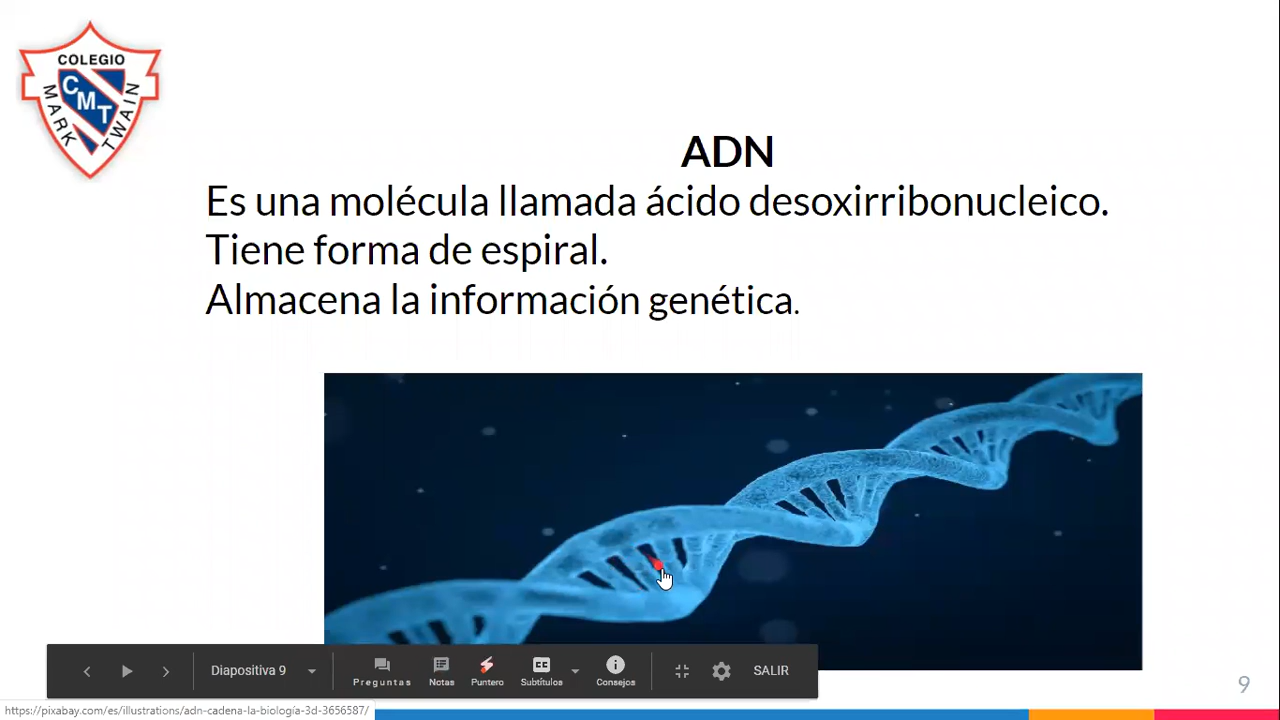 COLEGIO
CMT
MARK TWAIN
ADN
Es una molécula llamada ácido desoxirribonucleico.
Tiene forma de espiral.
Almacena la información genética.
Diapositiva 9
Preguntas
Notas
Puntero
CC
Subtítulos
Consejos
SALIR
9
https://pixabay.com/es/illustrations/adn-cadena-la-biología-3d-3656587/